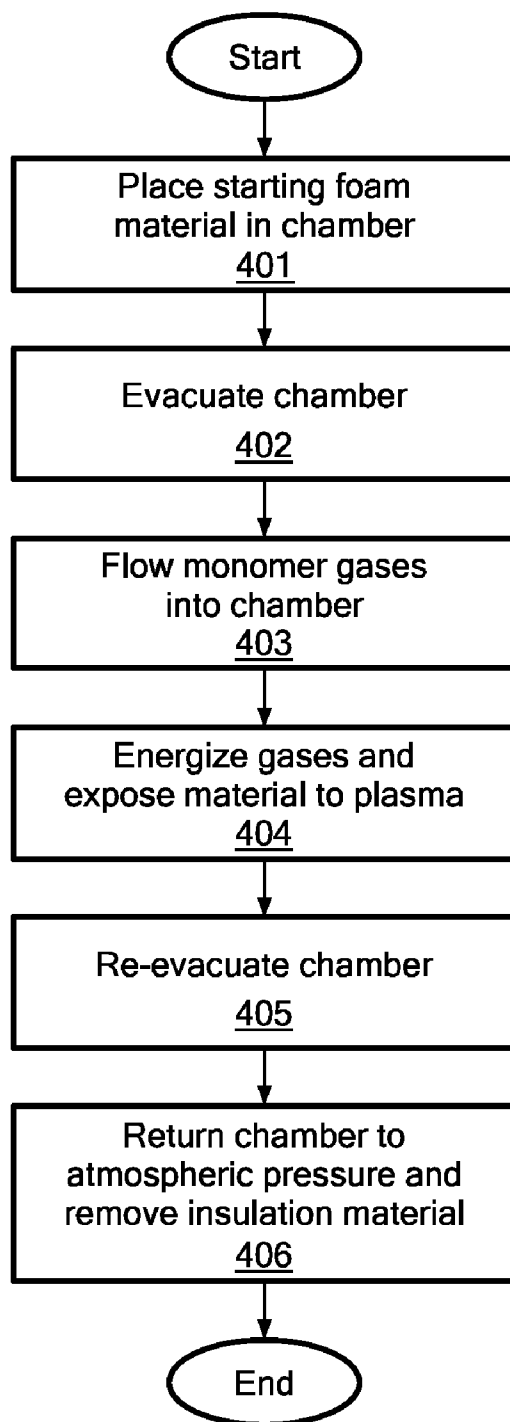 Start
Place starting foam
material in chamber
401
Evacuate chamber
402
Flow monomer gases
into chamber
403
Energize gases and
expose material to plasma
404
Re-evacuate chamber
405
Return chamber to
atmospheric pressure and
remove insulation material
406
End